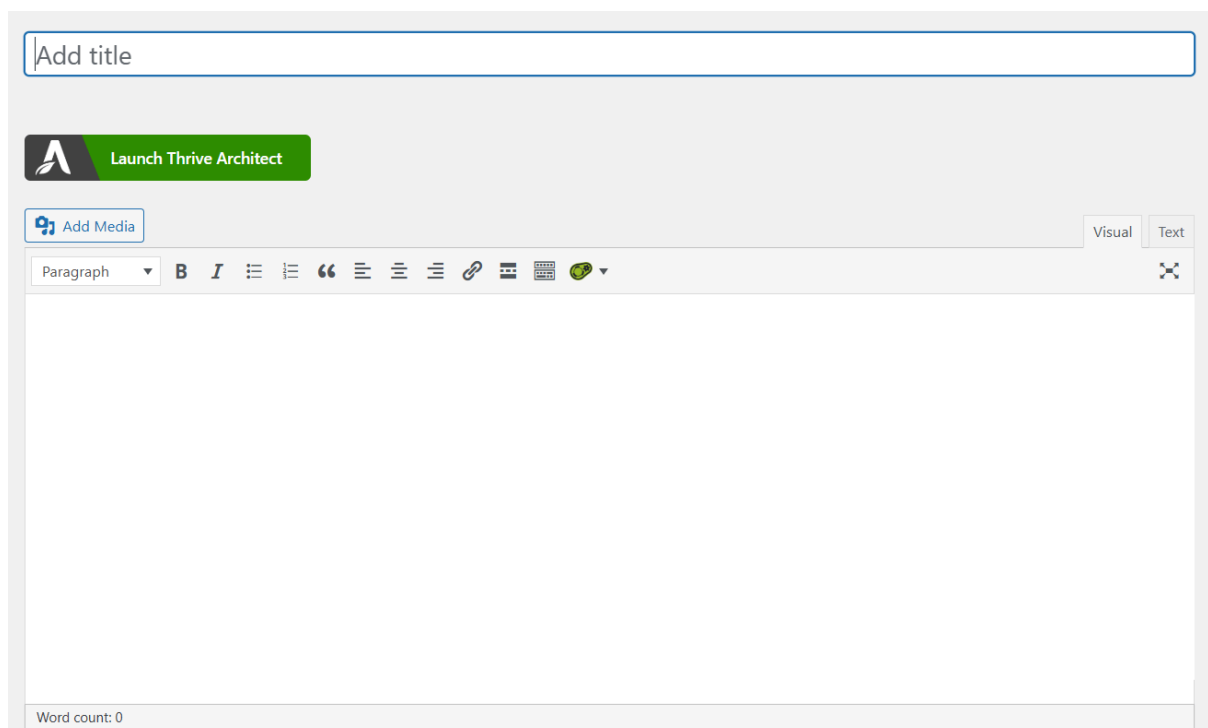 Add title
Launch Thrive Architect
Add Media
Visual Text
Paragraph
Word count: 0